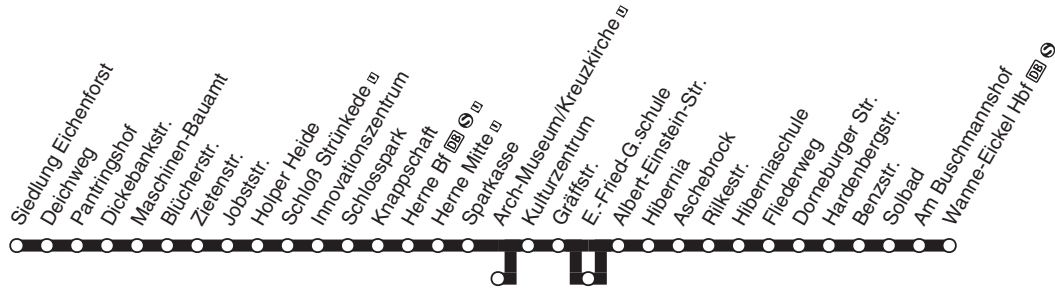 Siedlung Eichenforst
Deichweg
Pantringshof
Dickebankstr.
Maschinen-Bauamt
Blücherstr.
Zietenstr.
Jobststr.
Holper Heide
Schloß Strünkede U
Innovationszentrum
Schlosspark
Knappschaft
Herne Bf DB S U
Herne Mitte U
Sparkasse
Arch-Museum/Kreuzkirche U
Kulturzentrum
Gräffstr.
E.-Fried-G.schule
Albert-Einstein-Str.
Hibernia
Aschebrock
Rilkestr.
Hiberniaschule
Fliederweg
Dorneburger Str.
Hardenbergstr.
Benzstr.
Solbad
Am Buschmannshof
Wanne-Eickel Hbf DB S